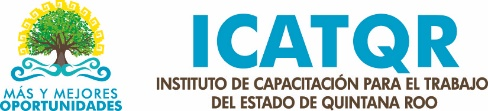 MÁS Y MEJORES
OPORTUNIDADES
ICATQR
INSTITUTO DE CAPACITACIÓN PARA EL TRABAJO
DEL ESTADO DE QUINTANA ROO